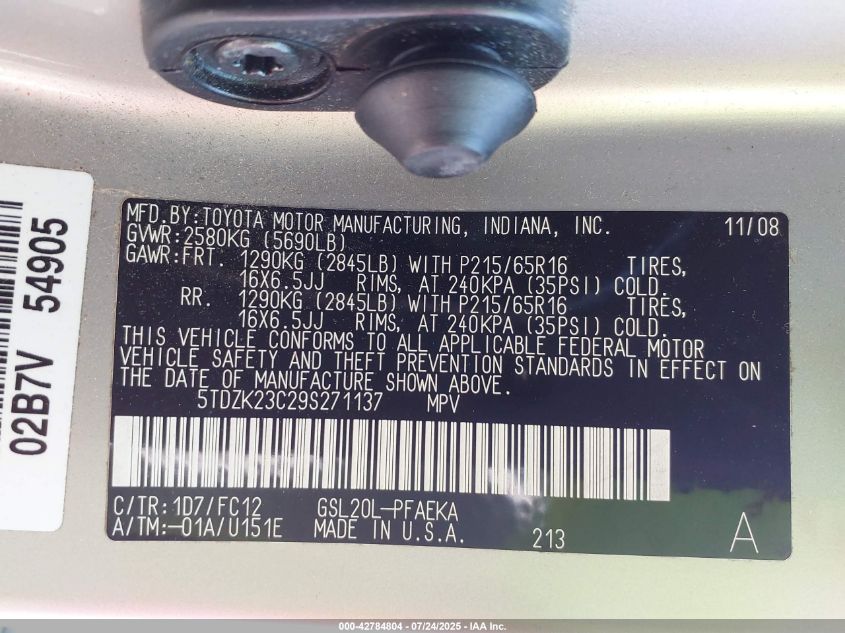 02B7V 54905
MFD.BY:TOYOTA MOTOR MANUFACTURING, INDIANA, INC. 11/08
GVWR:2580KG (5690LB)
GAWR:FRT. 1290KG (2845LB) WITH P215/65R16 TIRES,
16X6.5JJ RIMS, AT 240KPA (35PSI) COLD.
RR. 1290KG (2845LB) WITH P215/65R16 TIRES,
16X6.5JJ RIMS, AT 240KPA (35PSI) COLD.
THIS VEHICLE CONFORMS TO ALL APPLICABLE FEDERAL MOTOR
VEHICLE SAFETY AND THEFT PREVENTION STANDARDS IN EFFECT ON
THE DATE OF MANUFACTURE SHOWN ABOVE.
5TDZK23C29S271137 MPV
C/TR:1D7/FC12 GSL20L-PFAEKA
A/TM:-01A/U151E MADE IN U.S.A. 213 A
000-42784804 - 07/24/2025 - IAA Inc.